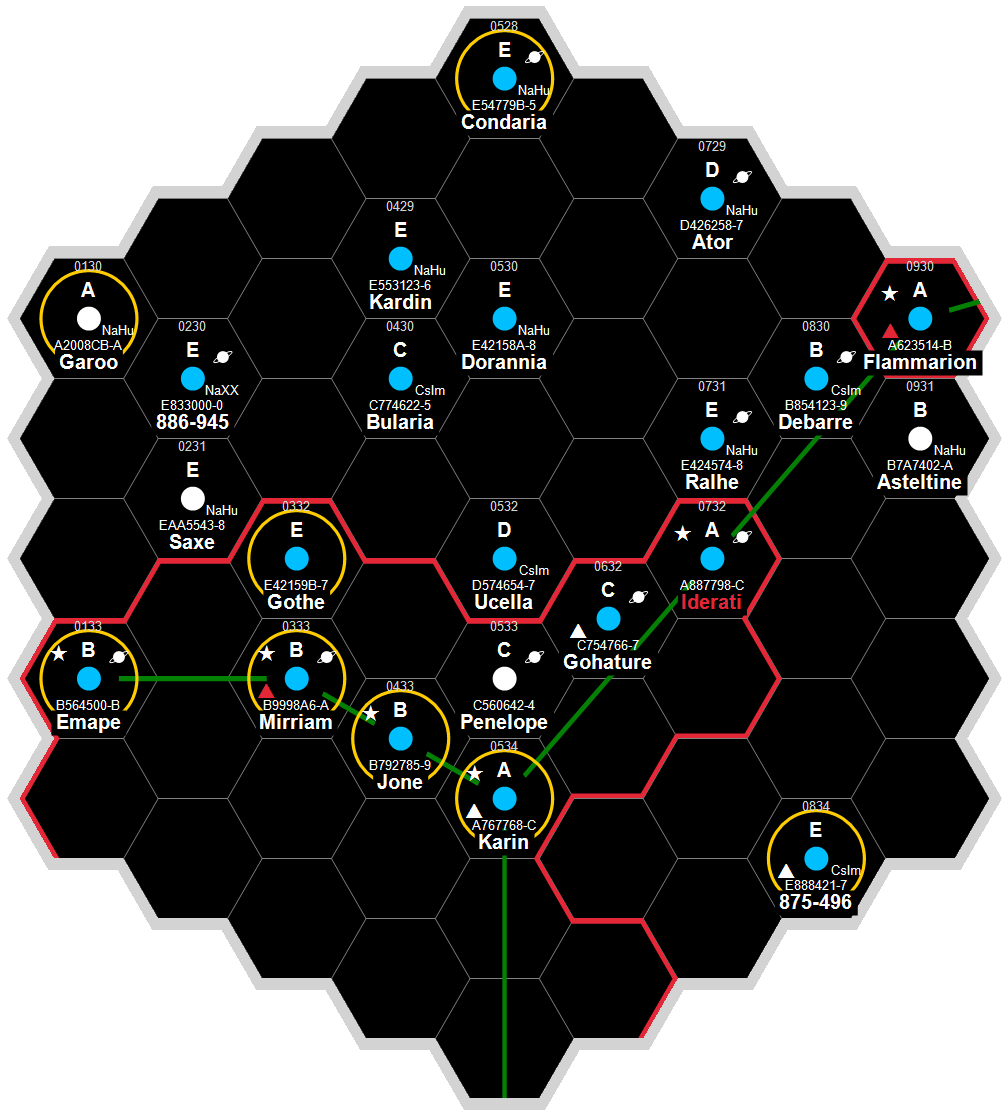 0528
E
NaHu
E54779B-5
Condaria
0729
D
NaHu
D426258-7
Ator
0429
E
NaHu
E553123-6
Kardin
0130
A
NaHu
A2008CB-A
Garoo
0530
E
NaHu
E42158A-8
Dorannia
0930
A
A623514-B
Flammarion
0230
E
NaXX
E833000-0
886-945
0430
C
CsIm
C774622-5
Bularia
0830
B
CsIm
B854123-9
Debarre
0731
E
NaHu
E424574-8
Ralhe
0931
B
NaHu
B7A7402-A
Asteltine
0231
E
NaHu
EAA5543-8
Saxe
0332
E
E42159B-7
Gothe
0532
D
CsIm
D574654-7
Ucella
0732
A
A887798-C
Iderati
0632
C
C754766-7
Gohature
0133
B
B564500-B
Emape
0333
B
B9998A6-A
Mirriam
0533
C
C560642-4
Penelope
0433
B
B792785-9
Jone
0534
A
A767768-C
Karin
0834
E
CsIm
E888421-7
875-496